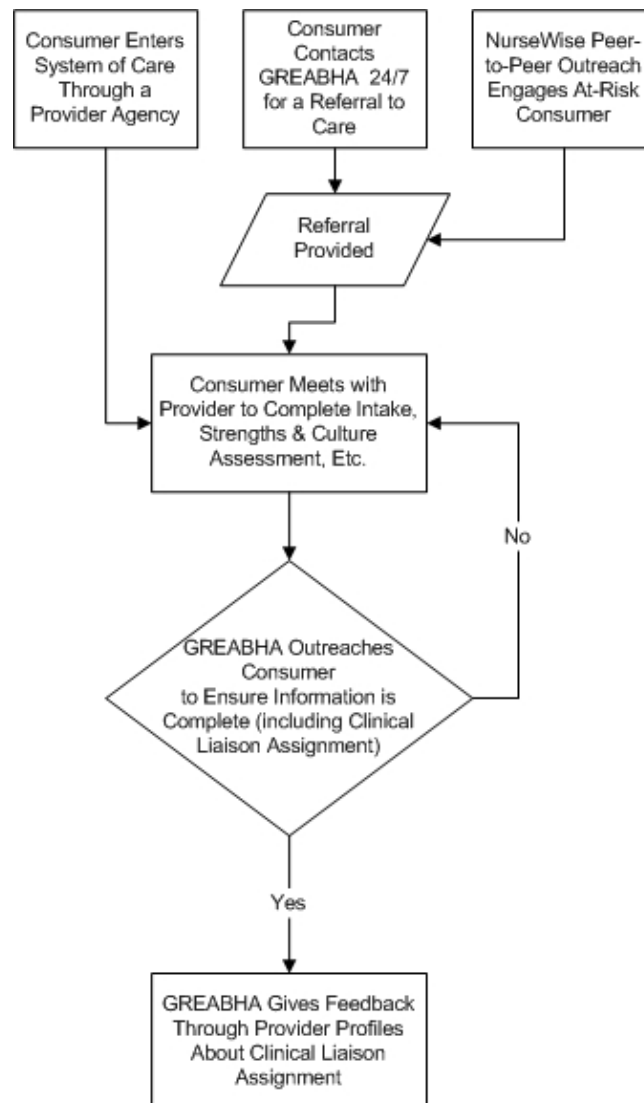 Consumer Enters
System of Care
Through a
Provider Agency
Consumer
Contacts
GREABHA 24/7
for a Referral to
Care
NurseWise Peer-
to-Peer Outreach
Engages At-Risk
Consumer
Referral
Provided
Consumer Meets with
Provider to Complete Intake,
Strengths & Culture
Assessment, Etc.
No
GREABHA Outreaches
Consumer
to Ensure Information is
Complete (including Clinical
Liaison Assignment)
Yes
GREABHA Gives Feedback
Through Provider Profiles
About Clinical Liaison
Assignment